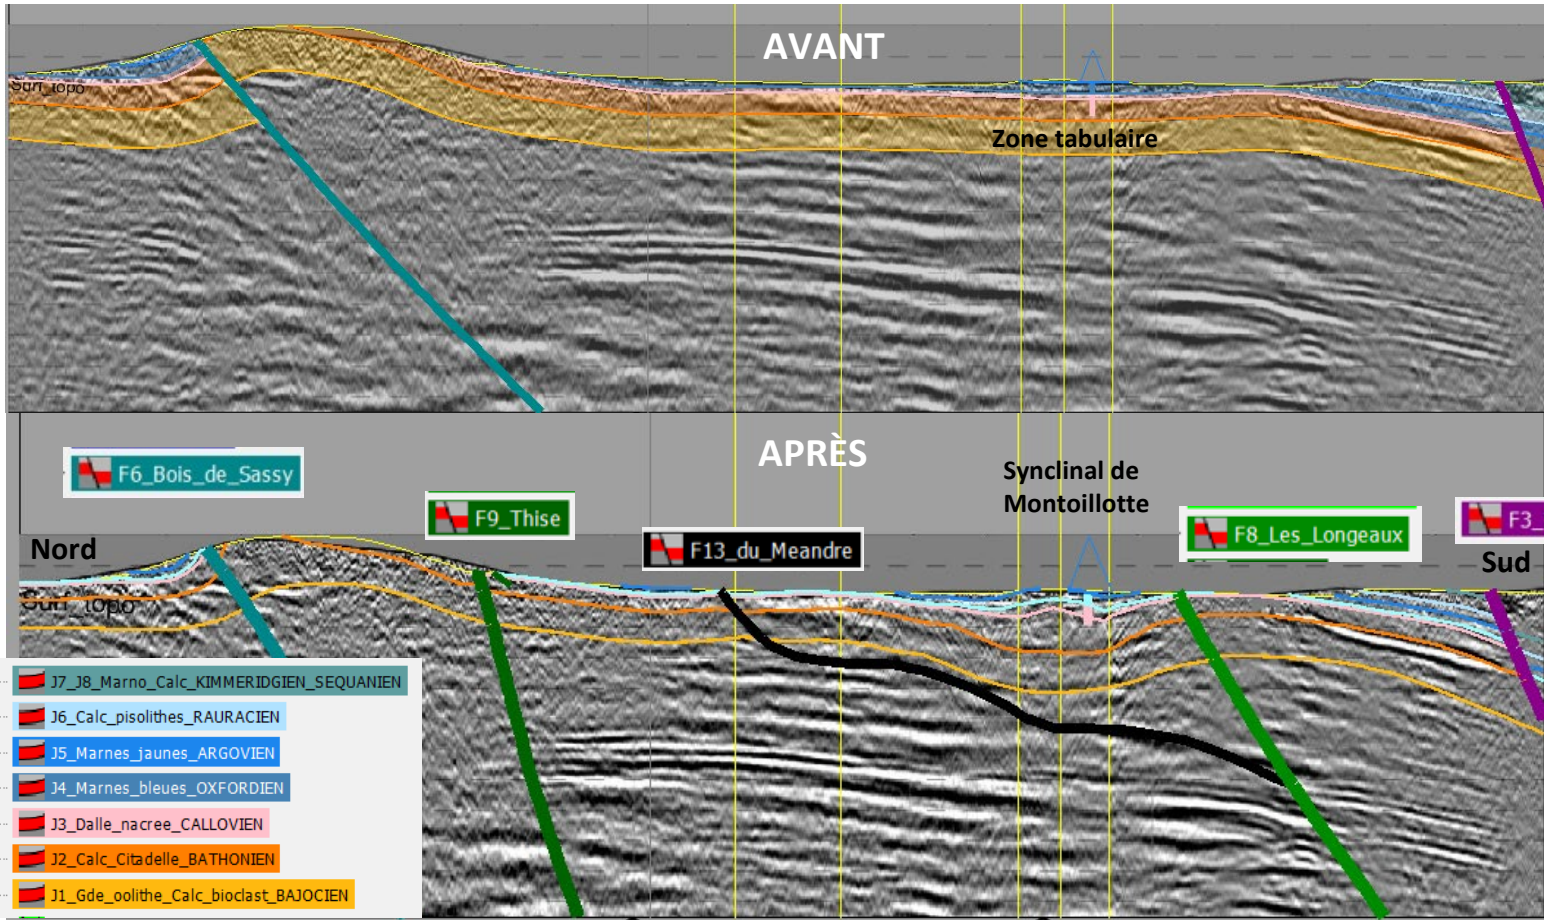 AVANT
Surf_topo
Zone tabulaire
APRÈS
F6_Bois_de_Sassy
Synclinal de
Montoillotte
F9_Thise
F13_du_Meandre
F8_Les_Longeaux
F3_
Nord
Sud
Surf_topo
J7_J8_Marno_Calc_KIMMERIDGIEN_SEQUANIEN
J6_Calc_pisolithes_RAURACIEN
J5_Marnes_jaunes_ARGOVIEN
J4_Marnes_bleues_OXFORDIEN
J3_Dalle_nacree_CALLOVIEN
J2_Calc_Citadelle_BATHONIEN
J1_Gde_oolithe_Calc_bioclast_BAJOCIEN